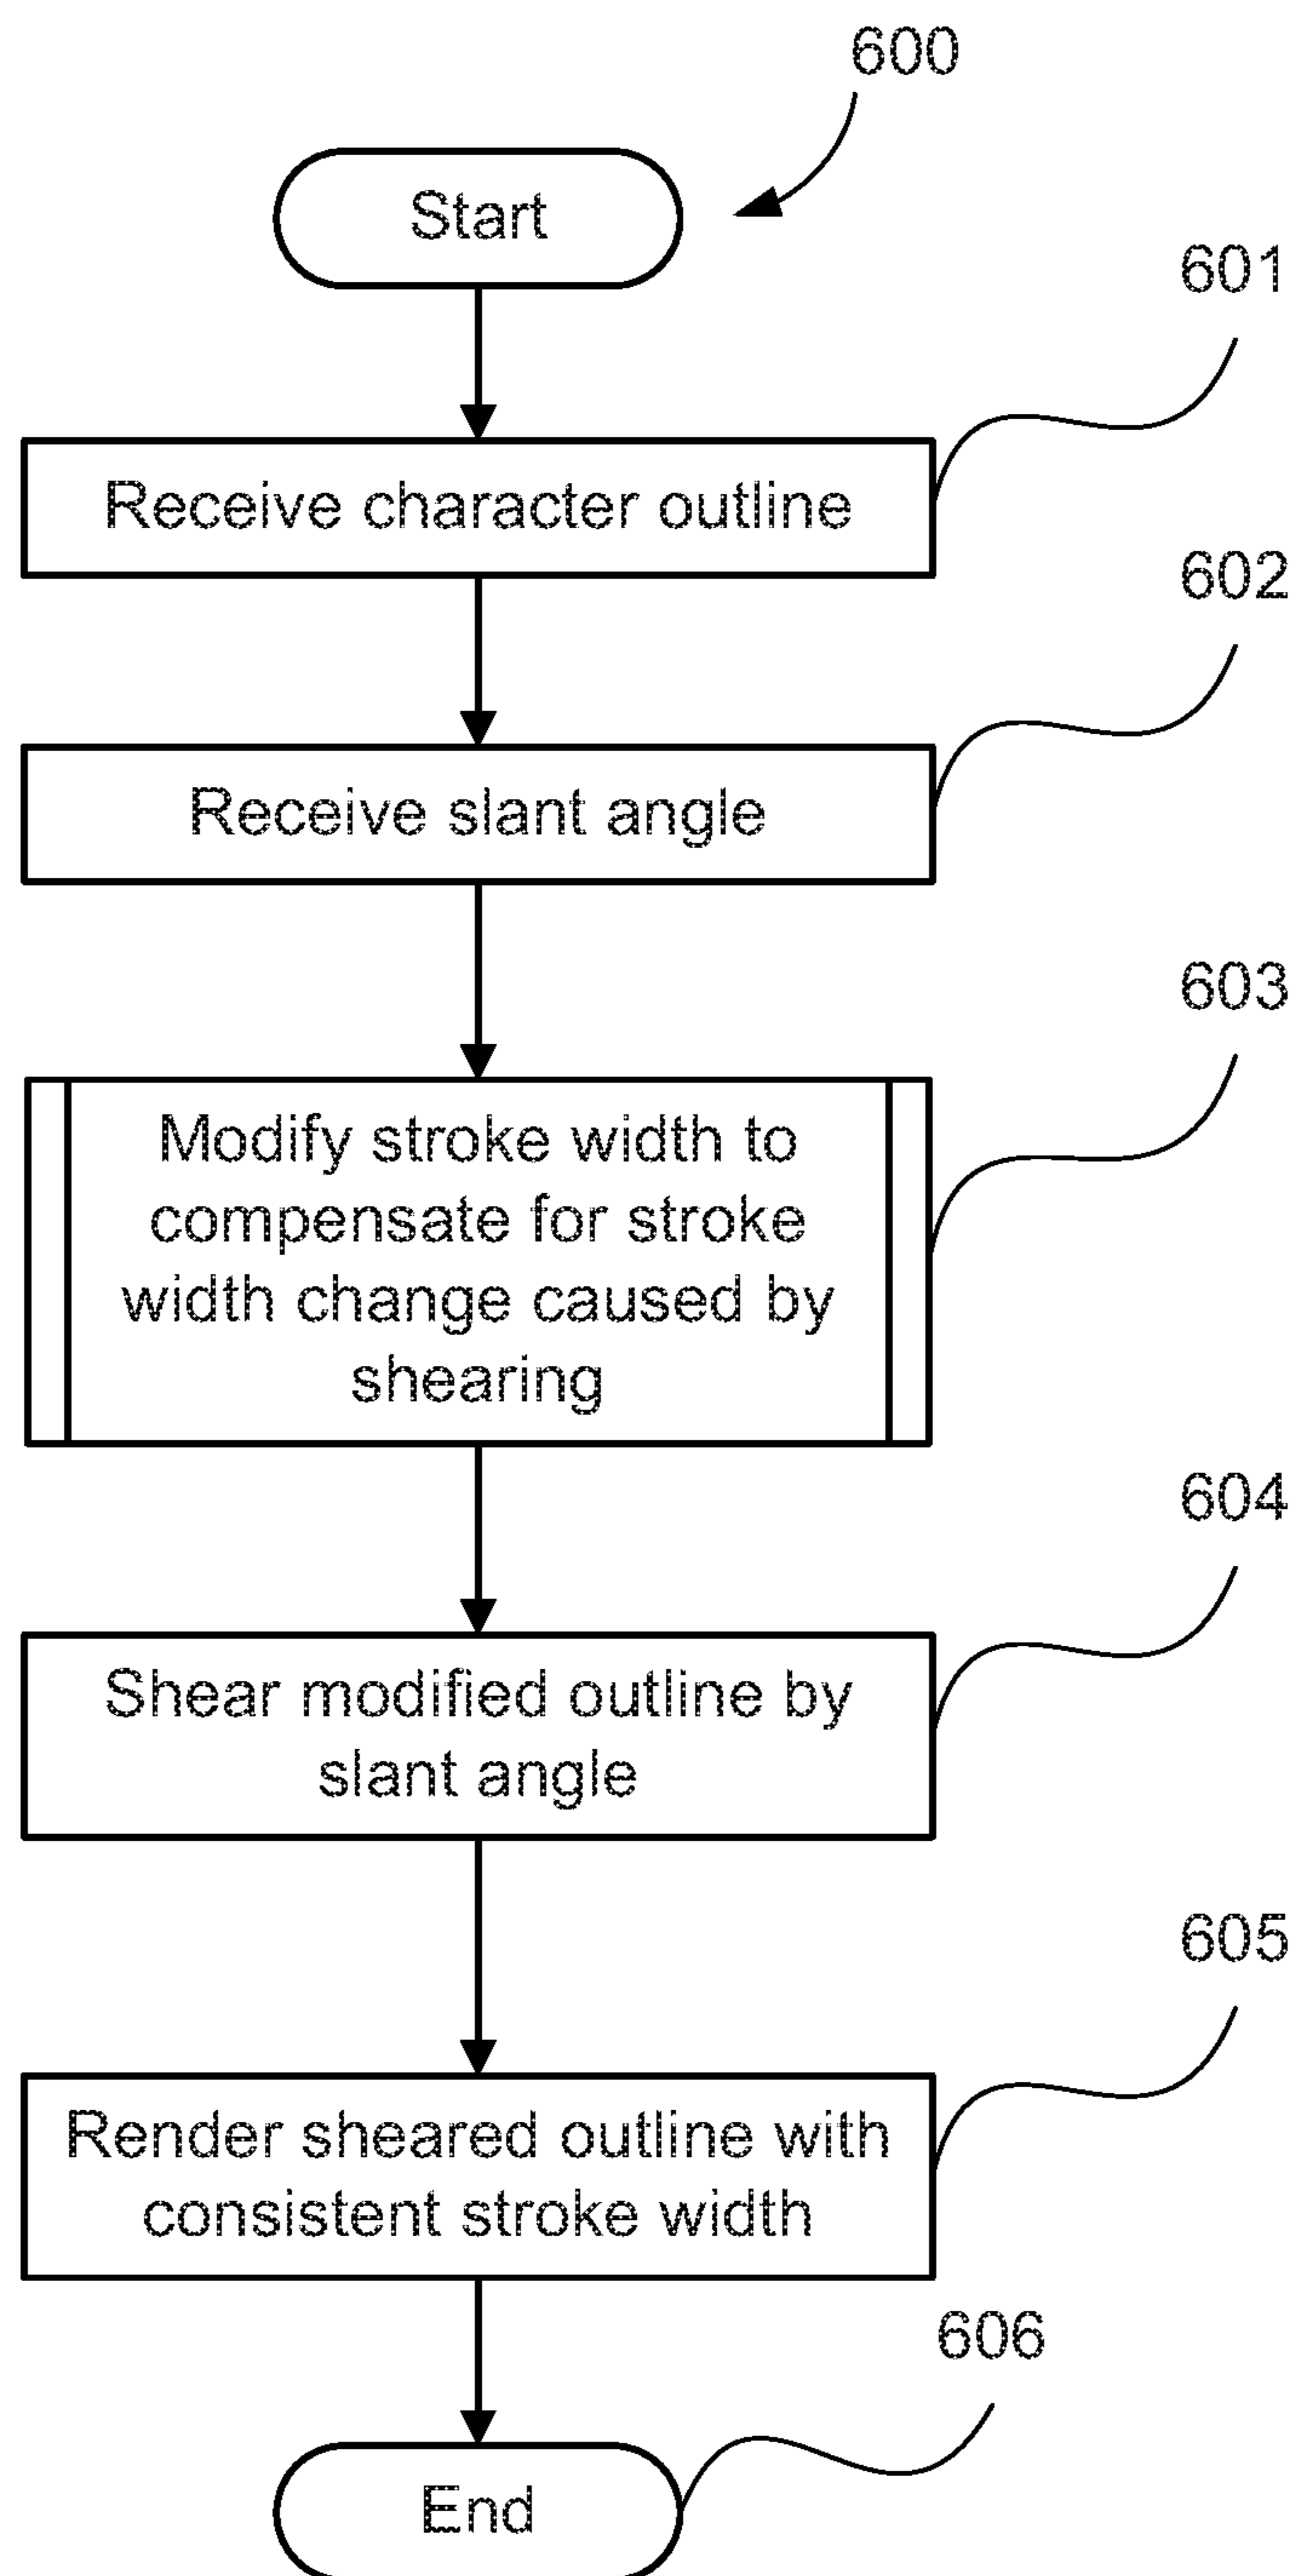 600
Start
601
Receive character outline
602
Receive slant angle
603
Modify stroke width to
compensate for stroke
width change caused by
shearing
604
Shear modified outline by
slant angle
605
Render sheared outline with
consistent stroke width
606
End